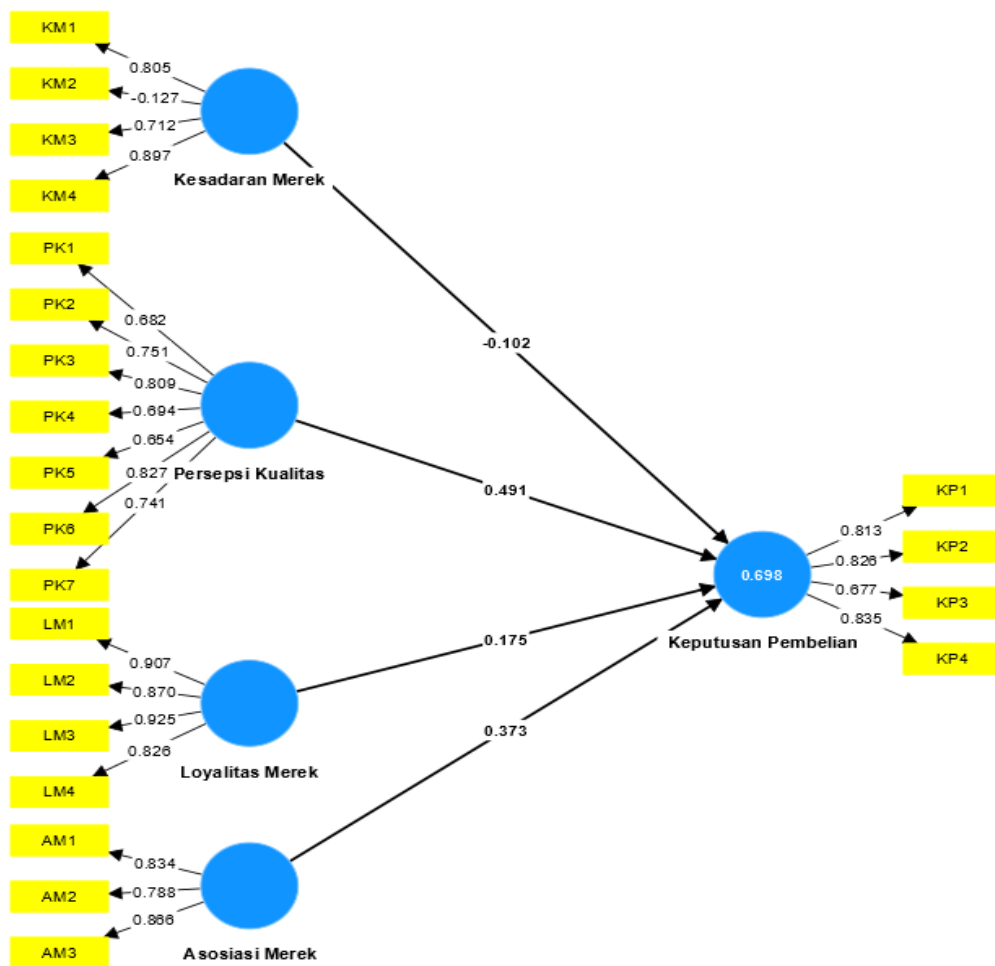 KM1
0.805
KM2
-0.127
KM3
0.712
KM4
0.897
Kesadaran Merek
-0.102
PK1
0.682
PK2
0.751
PK3
0.809
PK4
0.694
PK5
0.654
PK6
0.827
PK7
0.741
Persepsi Kualitas
0.491
LM1
0.907
LM2
0.870
LM3
0.925
LM4
0.826
Loyalitas Merek
0.175
AM1
0.834
AM2
0.788
AM3
0.866
Asosiasi Merek
0.373
0.698
Keputusan Pembelian
KP1
0.813
KP2
0.826
KP3
0.677
KP4
0.835